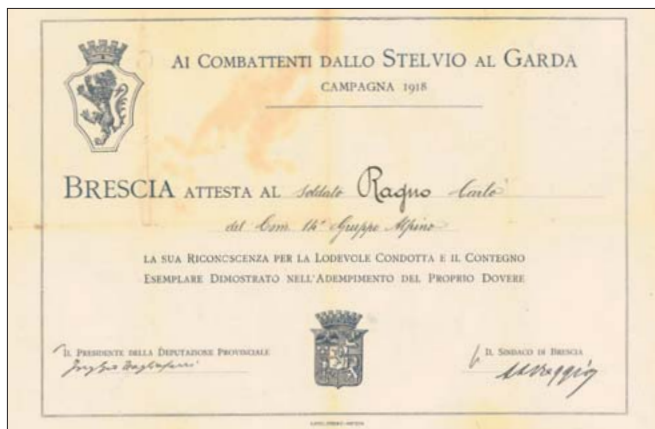 AI COMBATTENTI DALLO STELVIO AL GARDA
CAMPAGNA 1918
BRESCIA ATTESTA AL soldato Ragno Carlo
del Com. 14° Gruppo Alpino
LA SUA RICONOSCENZA PER LA LODEVOLE CONDOTTA E IL CONTEGNO
ESEMPLARE DIMOSTRATO NELL'ADEMPIMENTO DEL PROPRIO DOVERE
IL PRESIDENTE DELLA DEPUTAZIONE PROVINCIALE
IL SINDACO DI BRESCIA